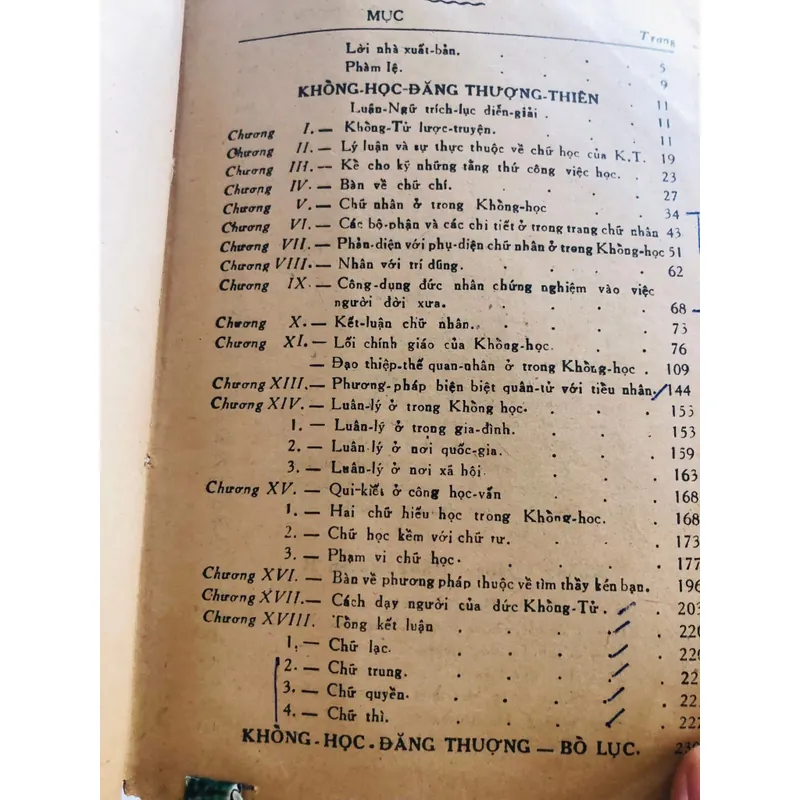 MỤC
Trang
Lời nhà xuất-bản. 5
Phàm lệ. 9
KHỔNG-HỌC-ĐĂNG THƯỢNG-THIÊN 11
Luận-Ngữ trích-lục diễn-giải . 11
Chương I. — Khổng-Tử lược-truyện. 11
Chương II. — Lý luận và sự thực thuộc về chữ học của K.T. 19
Chương III. — Kể cho kỹ những tằng thứ công việc học. 23
Chương IV. — Bàn về chữ chí. 27
Chương V. — Chữ nhân ở trong Khổng-học 34
Chương VI. — Các bộ-phận và các chi tiết ở trong trang chữ nhân 43
Chương VII. — Phản-diện với phụ-diện chữ nhân ở trong Khổng-học 51
Chương VIII. — Nhân với trí dũng. 62
Chương IX — Công-dụng đức nhân chứng nghiệm vào việc
người đời xưa. 68
Chương X. — Kết-luận chữ nhân. 73
Chương XI. — Lối chính giáo của Khổng-học. 76
— Đạo thiệp-thế quan-nhân ở trong Khổng-học . 109
Chương XIII. — Phương-pháp biện biệt quân-tử với tiểu nhân. 144
Chương XIV. — Luân-lý ở trong Khổng học. 153
1. — Luân-lý ở trong gia-đình. 153
2. — Luân lý ở nơi quốc-gia. 159
3. — Luân-lý ở nơi xã hội. 163
Chương XV. — Qui-kiết ở công học-vấn 168
1. — Hai chữ hiếu học trong Khổng-học. 168
2. — Chữ học kềm với chữ tư. 173
3. — Phạm vi chữ học. 177
Chương XVI. — Bàn về phương pháp thuộc về tìm thầy kén bạn. 196
Chương XVII. — Cách dạy người của đức Khổng-Tử . 203
Chương XVIII. Tổng kết luận 220
1. — Chữ lạc. 220
2. — Chữ trung. 22
3. — Chữ quyền. 22
4. — Chữ thì. 222
KHỔNG-HỌC-ĐĂNG THƯỢNG — BỔ LỤC.